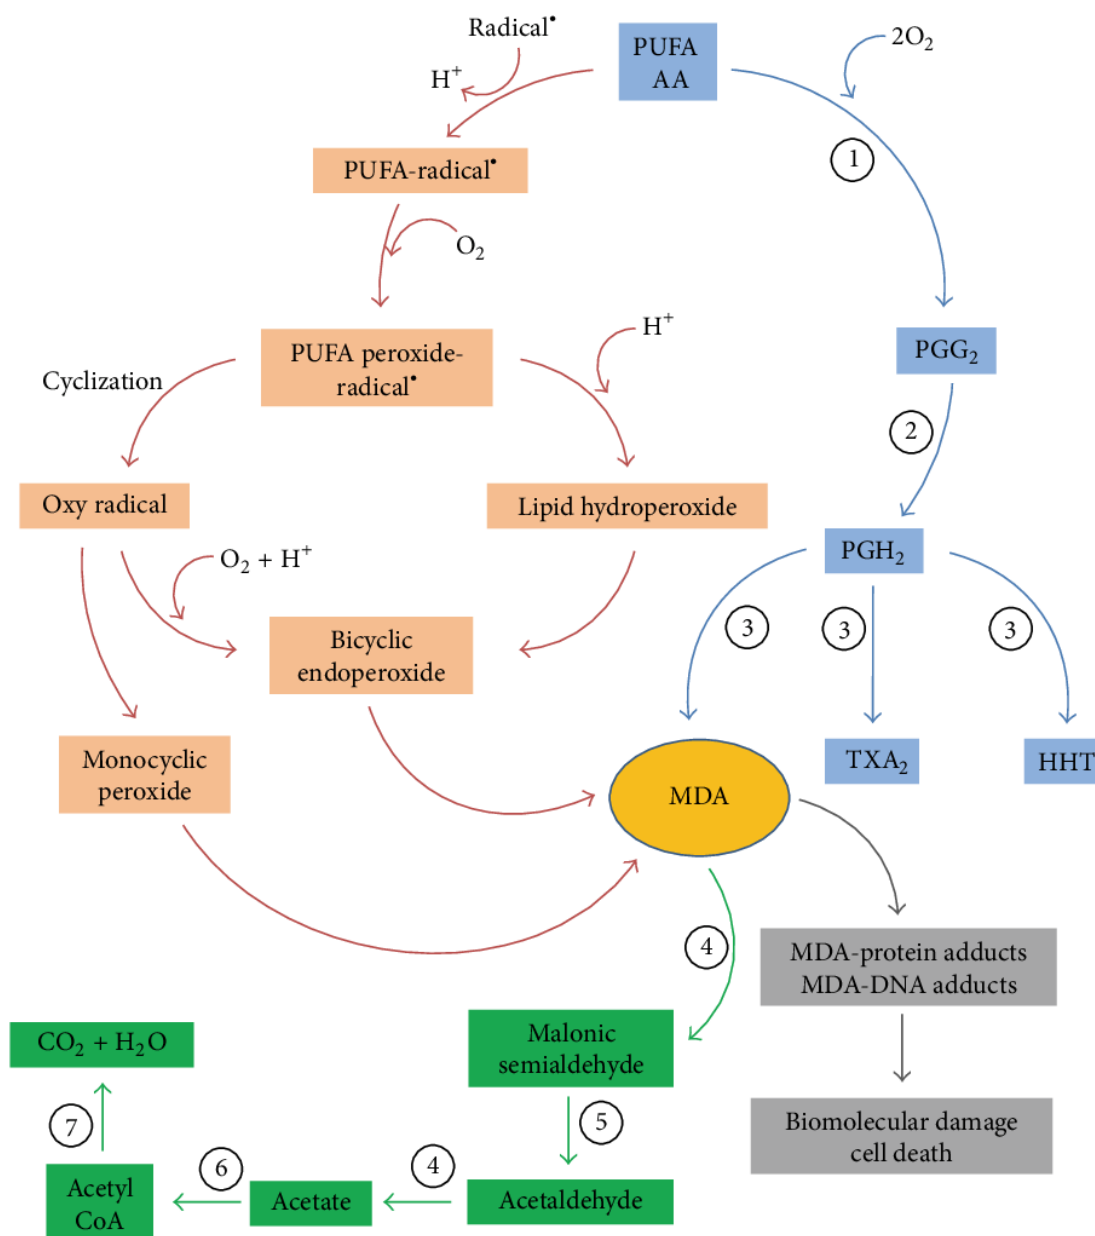 Radical•
H⁺
PUFA
AA
2O₂
1
PUFA-radical•
O₂
PUFA peroxide-
radical•
H⁺
PGG₂
Cyclization
2
Oxy radical
Lipid hydroperoxide
O₂ + H⁺
PGH₂
3
3
3
Bicyclic
endoperoxide
Monocyclic
peroxide
MDA
TXA₂
HHT
4
MDA-protein adducts
MDA-DNA adducts
Malonic
semialdehyde
CO₂ + H₂O
5
7
Biomolecular damage
cell death
6
4
Acetaldehyde
Acetate
Acetyl
CoA